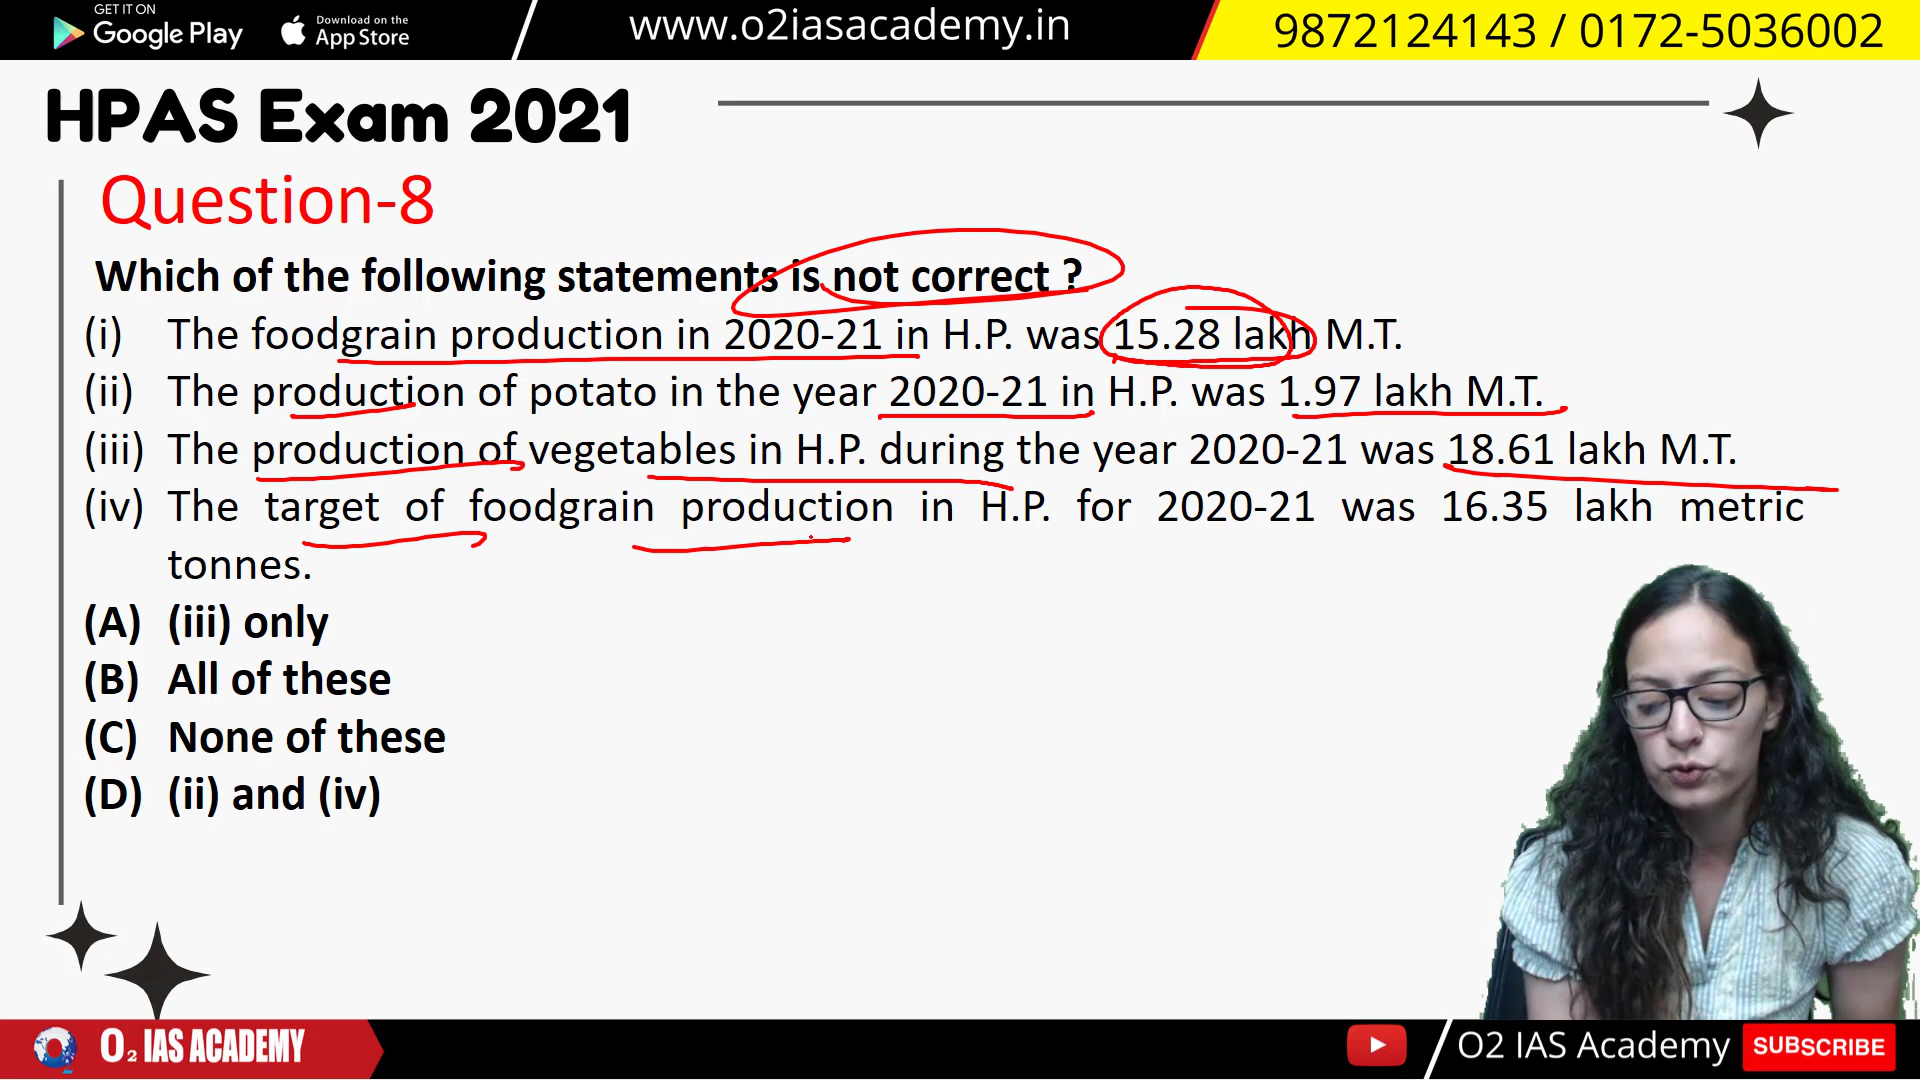 GET IT ON
Google Play
Download on the
App Store
www.o2iasacademy.in
9872124143 / 0172-5036002
HPAS Exam 2021
Question-8
Which of the following statements is not correct ?
(i) The foodgrain production in 2020-21 in H.P. was 15.28 lakh M.T.
(ii) The production of potato in the year 2020-21 in H.P. was 1.97 lakh M.T.
(iii) The production of vegetables in H.P. during the year 2020-21 was 18.61 lakh M.T.
(iv) The target of foodgrain production in H.P. for 2020-21 was 16.35 lakh metric
tonnes.
(A) (iii) only
(B) All of these
(C) None of these
(D) (ii) and (iv)
O2 IAS ACADEMY
O2 IAS Academy
SUBSCRIBE